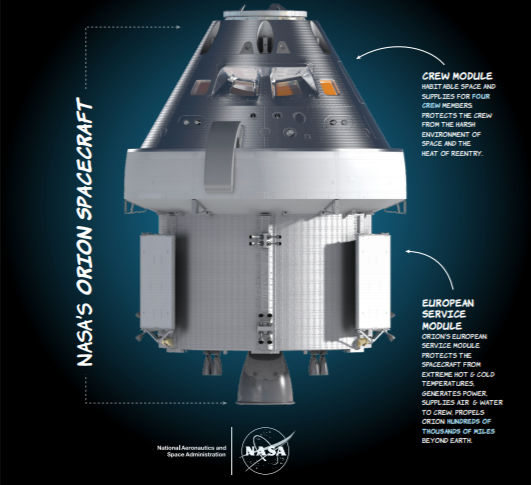 NASA'S ORION SPACECRAFT
CREW MODULE
HABITABLE SPACE AND
SUPPLIES FOR FOUR
CREW MEMBERS.
PROTECTS THE CREW
FROM THE HARSH
ENVIRONMENT OF
SPACE AND THE
HEAT OF REENTRY.
EUROPEAN
SERVICE
MODULE
ORION'S EUROPEAN
SERVICE MODULE
PROTECTS THE
SPACECRAFT FROM
EXTREME HOT & COLD
TEMPERATURES,
GENERATES POWER,
SUPPLIES AIR & WATER
TO CREW, PROPELS
ORION HUNDREDS OF
THOUSANDS OF MILES
BEYOND EARTH.
National Aeronautics and
Space Administration
NASA